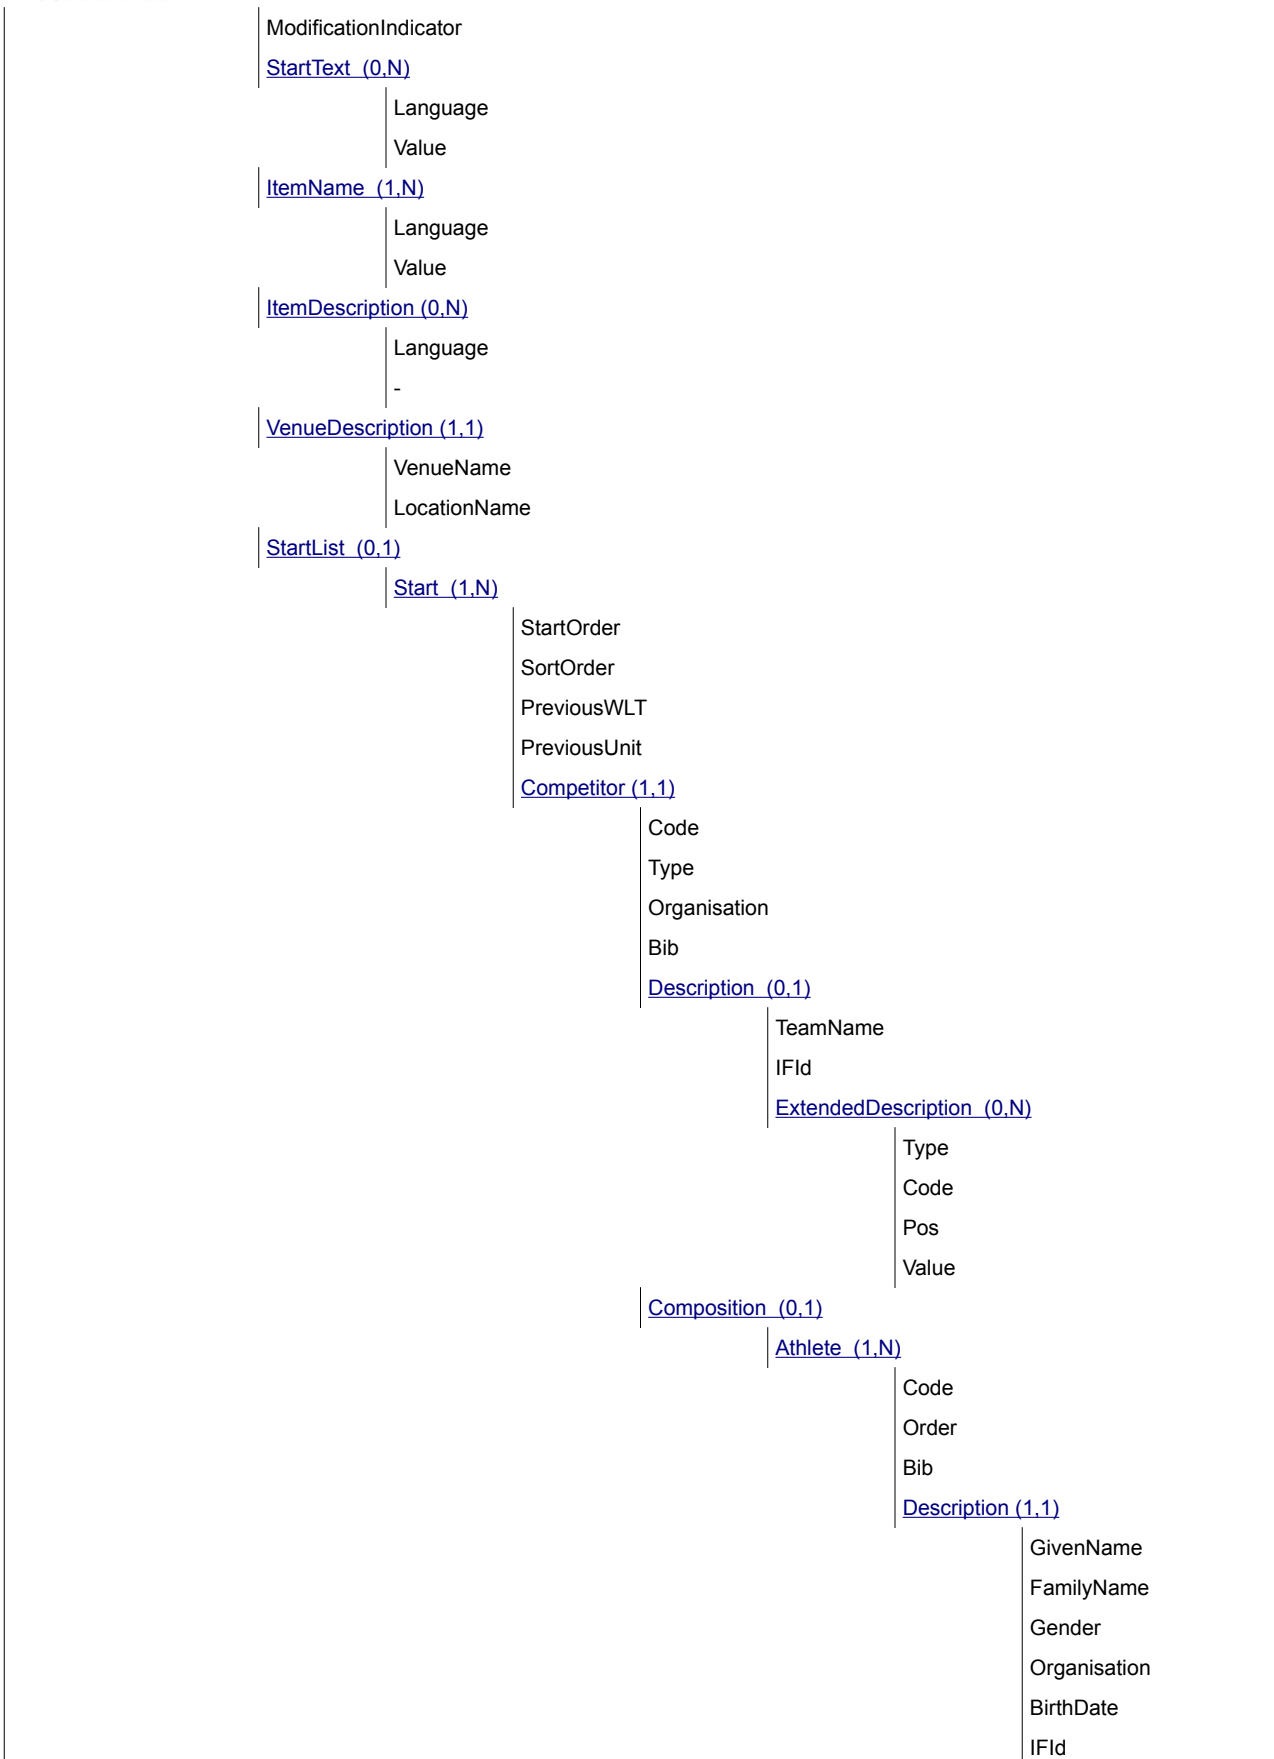 ModificationIndicator
StartText (0,N)
Language
Value
ItemName (1,N)
Language
Value
ItemDescription (0,N)
Language
-
VenueDescription (1,1)
VenueName
LocationName
StartList (0,1)
Start (1,N)
StartOrder
SortOrder
PreviousWLT
PreviousUnit
Competitor (1,1)
Code
Type
Organisation
Bib
Description (0,1)
TeamName
IFId
ExtendedDescription (0,N)
Type
Code
Pos
Value
Composition (0,1)
Athlete (1,N)
Code
Order
Bib
Description (1,1)
GivenName
FamilyName
Gender
Organisation
BirthDate
IFId